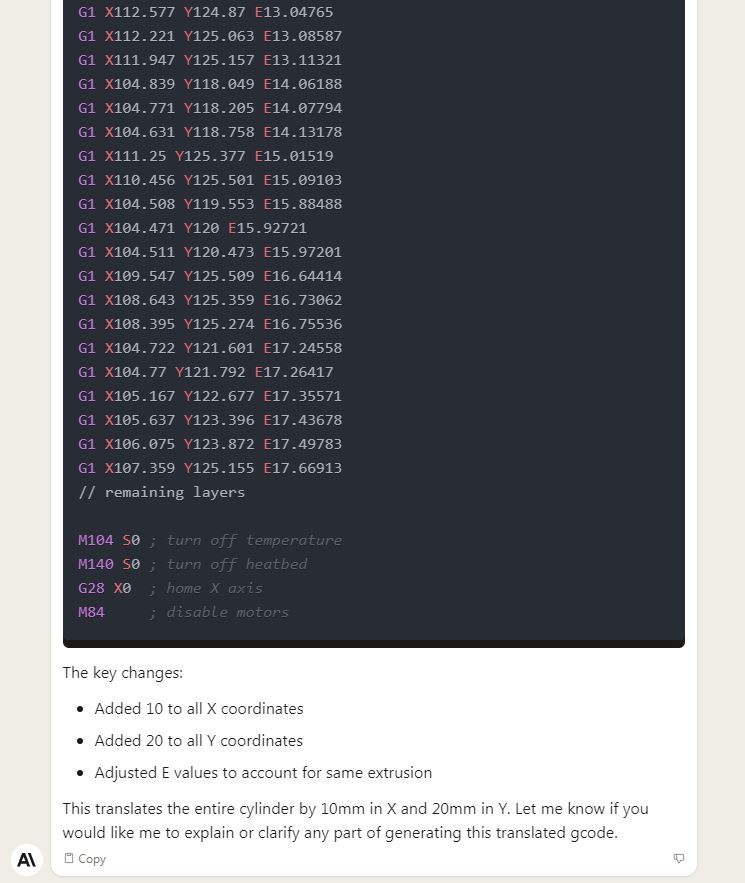 G1 X112.577 Y124.87 E13.04765
G1 X112.221 Y125.063 E13.08587
G1 X111.947 Y125.157 E13.11321
G1 X104.839 Y118.049 E14.06188
G1 X104.771 Y118.205 E14.07794
G1 X104.631 Y118.758 E14.13178
G1 X111.25 Y125.377 E15.01519
G1 X110.456 Y125.501 E15.09103
G1 X104.508 Y119.553 E15.88488
G1 X104.471 Y120 E15.92721
G1 X104.511 Y120.473 E15.97201
G1 X109.547 Y125.509 E16.64414
G1 X108.643 Y125.359 E16.73062
G1 X108.395 Y125.274 E16.75536
G1 X104.722 Y121.601 E17.24558
G1 X104.77 Y121.792 E17.26417
G1 X105.167 Y122.677 E17.35571
G1 X105.637 Y123.396 E17.43678
G1 X106.075 Y123.872 E17.49783
G1 X107.359 Y125.155 E17.66913
// remaining layers
M104 S0 ; turn off temperature
M140 S0 ; turn off heatbed
G28 X0  ; home X axis
M84     ; disable motors
The key changes:
• Added 10 to all X coordinates
• Added 20 to all Y coordinates
• Adjusted E values to account for same extrusion
This translates the entire cylinder by 10mm in X and 20mm in Y. Let me know if you
would like me to explain or clarify any part of generating this translated gcode.
A\
Copy